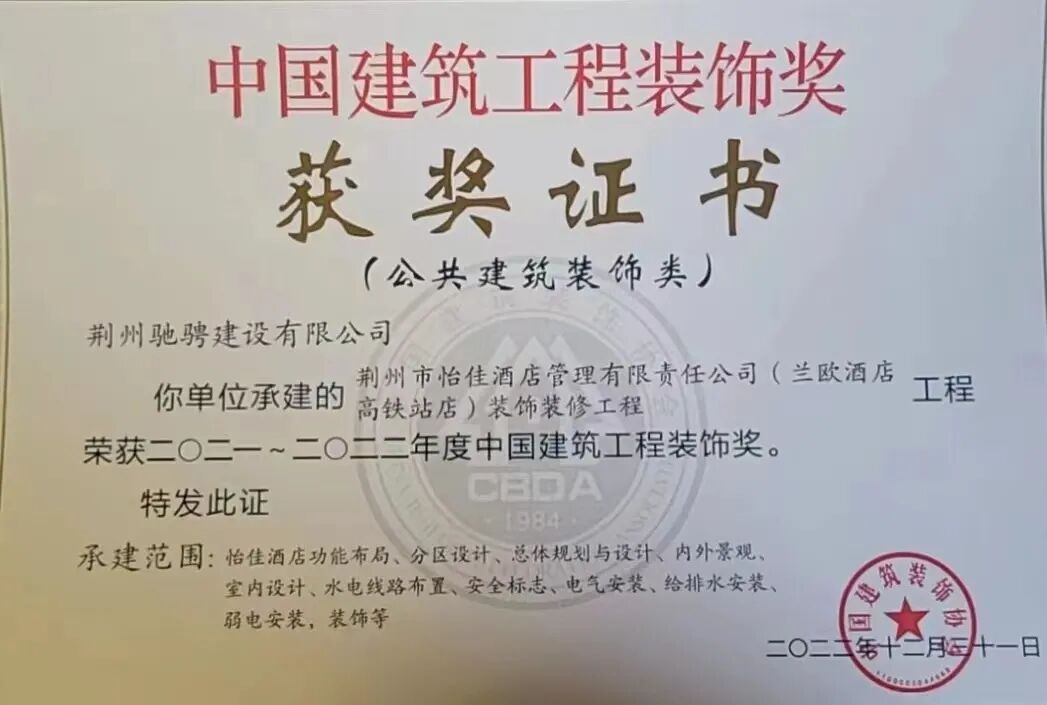 中国建筑工程装饰奖
获奖证书
（公共建筑装饰类）
荆州驰骋建设有限公司
你单位承建的 荆州市怡佳酒店管理有限责任公司（兰欧酒店 工程
高铁站店）装饰装修工程
荣获二〇二一～二〇二二年度中国建筑工程装饰奖。
CBDA
·1984·
特发此证
承建范围：怡佳酒店功能布局、分区设计、总体规划与设计、内外景观、
室内设计、水电线路布置、安全标志、电气安装、给排水安装、
弱电安装，装饰等
中国建筑装饰协会
二〇二二年十二月三十一日